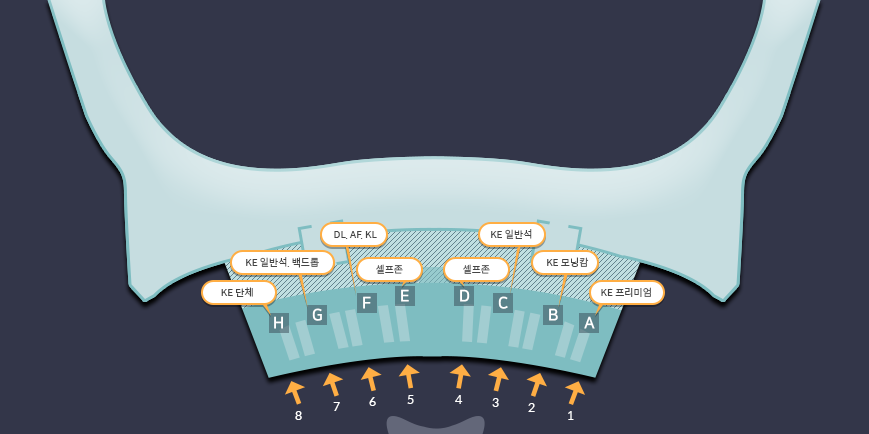 DL, AF, KL
KE 일반석
KE 일반석, 백드롭
셀프존
셀프존
KE 모닝캄
KE 단체
KE 프리미엄
H
G
F
E
D
C
B
A
8
7
6
5
4
3
2
1